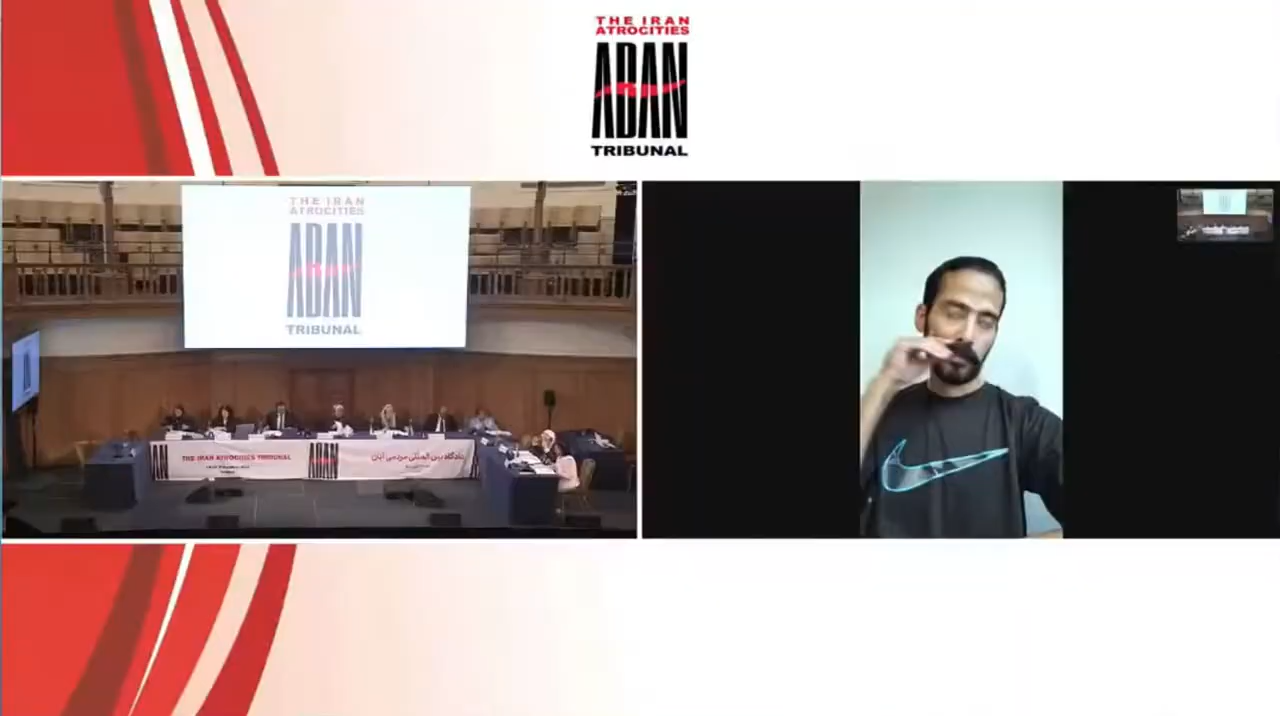 THE IRAN
ATROCITIES
ABAN
TRIBUNAL
THE IRAN
ATROCITIES
ABAN
TRIBUNAL
THE IRAN ATROCITIES TRIBUNAL
ABAN
دادگاه بین‌المللی مردمی آبان